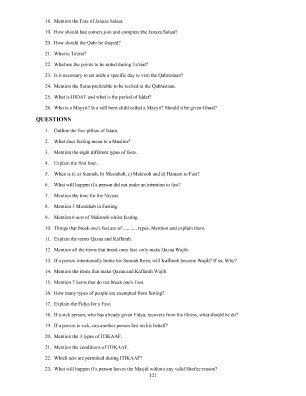 18. Mention the Farz of Janaza Salaat.
19. How should late comers join and complete the Janaza Salaat?
20. How should the Qabr be shaped?
21. What is Ta'zia?
22. What are the points to be noted during Ta'ziat?
23. Is it necessary to set aside a specific day to visit the Qabrastaan?
24. Mention the Suras preferable to be recited at the Qabrastaan.
25. What is IDDAT and what is the period of Iddat?
26. Who is a Mayyit? Is a still born child called a Mayyit? Should it be given Ghusl?
QUESTIONS
1. Outline the five pillars of Islam.
2. What does fasting mean to a Muslim?
3. Mention the eight different types of fasts.
4. Explain the first four.
5. When is it: a) Sunnah, b) Mustahab, c) Makrooh and d) Haraam to Fast?
6. What will happen if a person did not make an intention to fast?
7. Mention the time for the Niyyat.
8. Mention 3 Mustahab in Fasting.
9. Mention 6 acts of Makrooh whilst fasting.
10. Things that break one's fast are of .......... types. Mention and explain them.
11. Explain the terms Qazaa and Kaffarah.
12. Mention all the items that break ones fast only make Qazaa Wajib.
13. If a person intentionally broke his Sunnah Roza, will Kaffarah become Wajib? If so, Why?
14. Mention the items that make Qazaa and Kaffarah Wajib.
15. Mention 7 items that do not break one's fast.
16. How many types of people are exempted from fasting?
17. Explain the Fidya for a Fast.
18. If a sick person, who has already given Fidya, recovers from his illness, what should be do?
19. If a person is sick, can another person fast on his behalf?
20. Mention the 3 types of ITIKAAF.
21. Mention the conditions of ITIKAAF.
22. Which acts are permitted during ITIKAAF?
23. What will happen if a person leaves the Masjid without any valid Shar'ee reason?
121